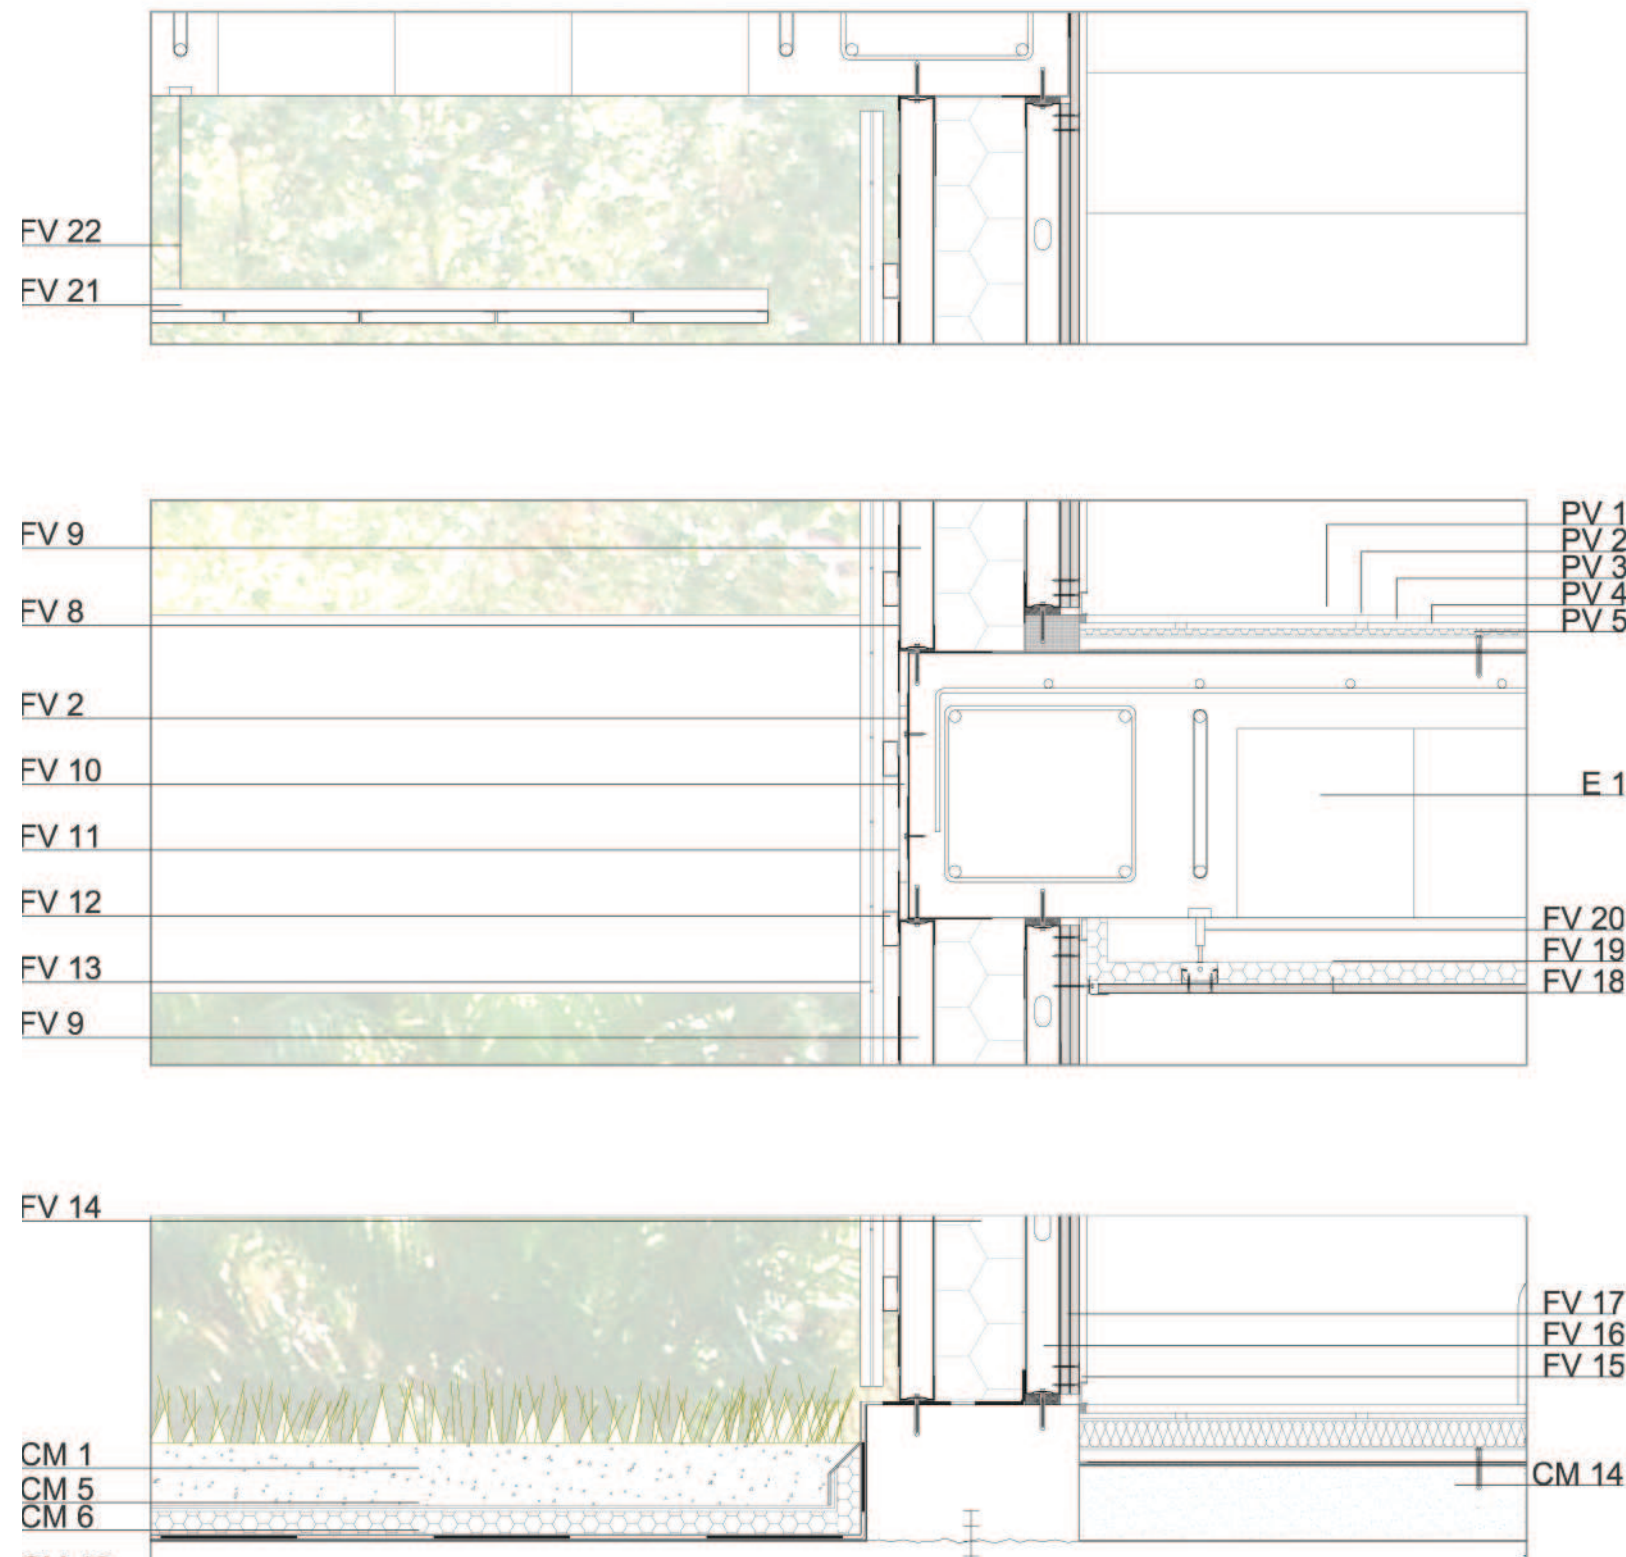 FV 22
FV 21
FV 9
FV 8
FV 2
FV 10
FV 11
FV 12
FV 13
FV 9
PV 1
PV 2
PV 3
PV 4
PV 5
E 1
FV 20
FV 19
FV 18
FV 14
FV 17
FV 16
FV 15
CM 1
CM 5
CM 6
CM 14